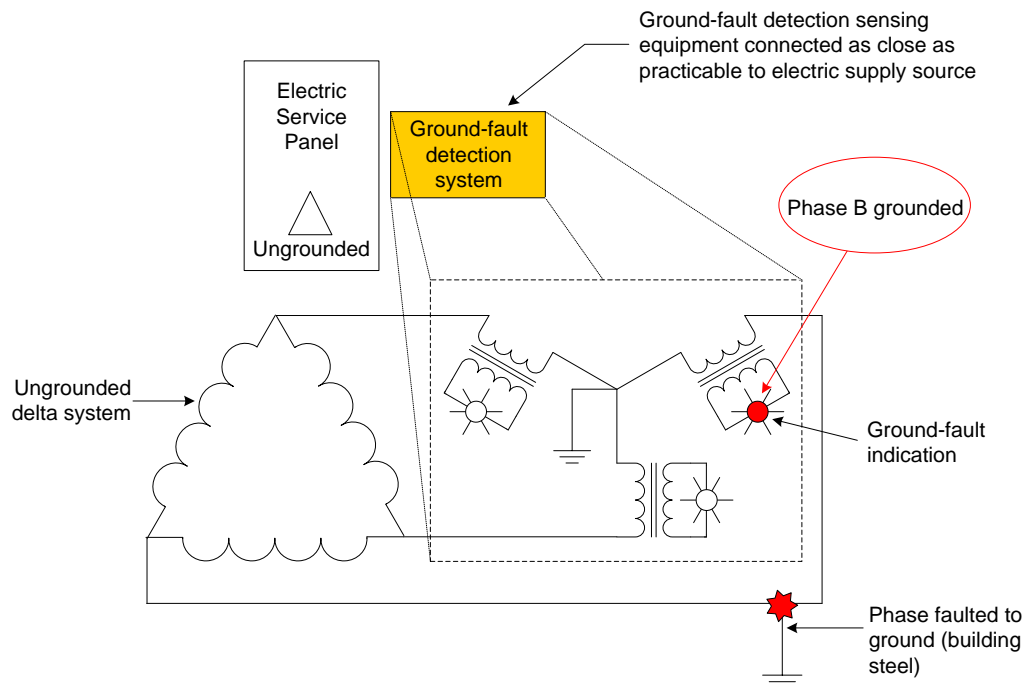 Ground-fault detection sensing
equipment connected as close as
practicable to electric supply source
Electric
Service
Panel
Ungrounded
Ground-fault
detection
system
Phase B grounded
Ungrounded
delta system
Ground-fault
indication
Phase faulted to
ground (building
steel)